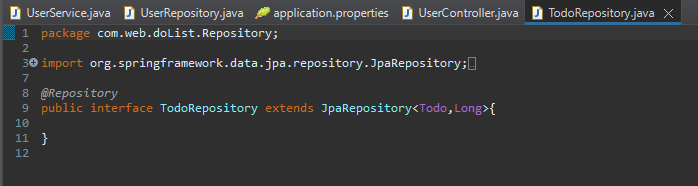 UserService.java UserRepository.java application.properties UserController.java TodoRepository.java
1 package com.web.doList.Repository;
2
3 import org.springframework.data.jpa.repository.JpaRepository;
7
8 @Repository
9 public interface TodoRepository extends JpaRepository<Todo,Long>{
10
11 }
12